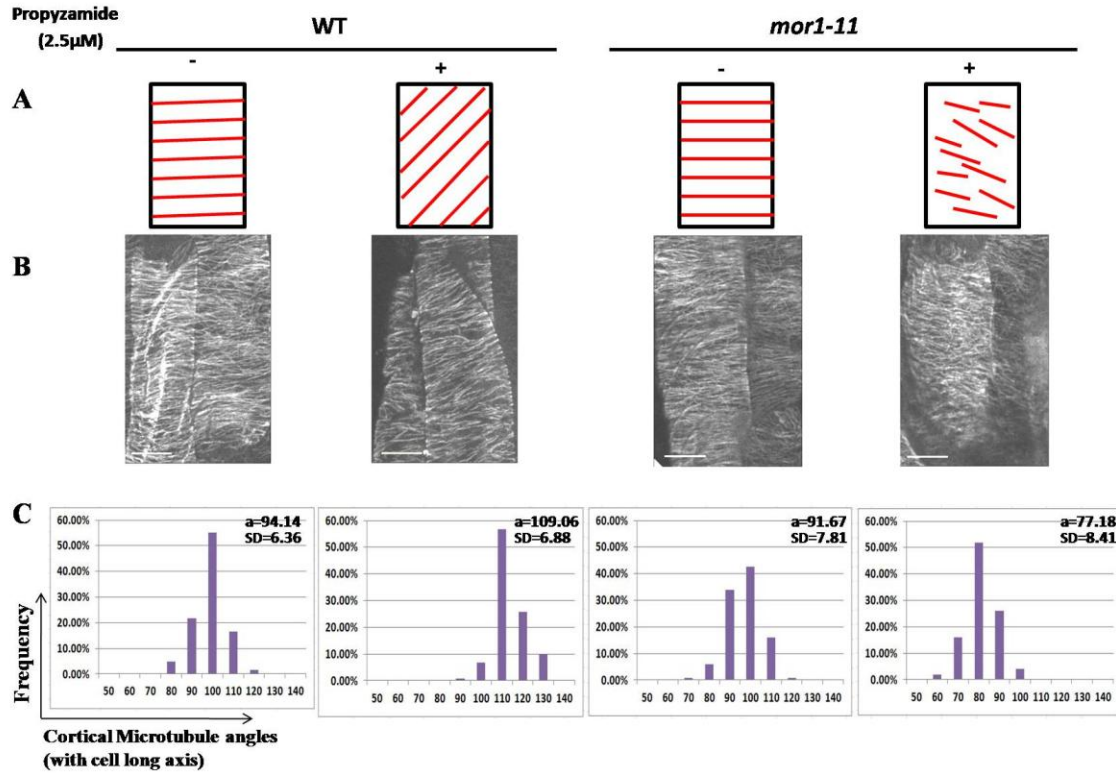 Propyzamide
(2.5µM)
WT
mor1-11
- + - +
A
B
C
a=94.14
SD=6.36
60.00%
50.00%
40.00%
30.00%
20.00%
10.00%
0.00%
50 60 70 80 90 100 110 120 130 140
a=109.06
SD=6.88
60.00%
50.00%
40.00%
30.00%
20.00%
10.00%
0.00%
50 60 70 80 90 100 110 120 130 140
a=91.67
SD=7.81
60.00%
50.00%
40.00%
30.00%
20.00%
10.00%
0.00%
50 60 70 80 90 100 110 120 130 140
a=77.18
SD=8.41
60.00%
50.00%
40.00%
30.00%
20.00%
10.00%
0.00%
50 60 70 80 90 100 110 120 130 140
Frequency
Cortical Microtubule angles
(with cell long axis)